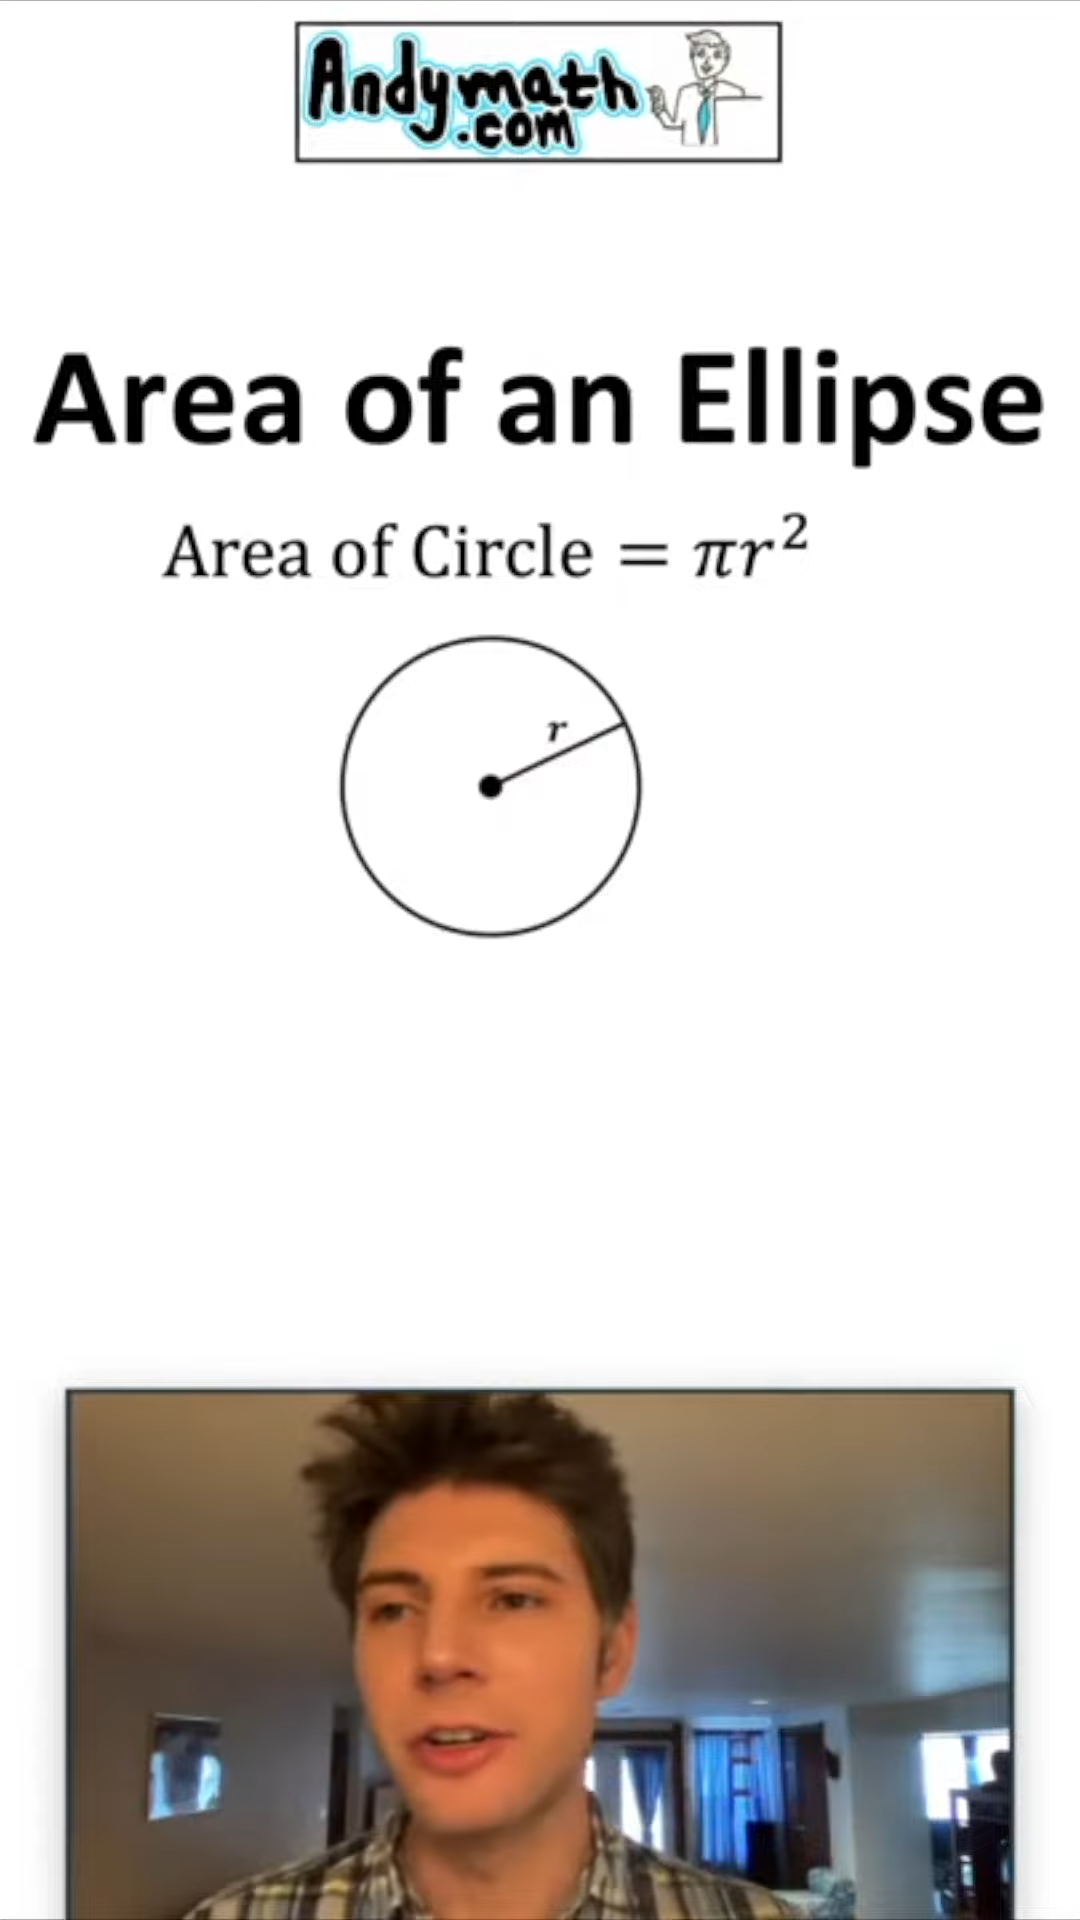 Andymath
.com
Area of an Ellipse
Area of Circle = πr²
r